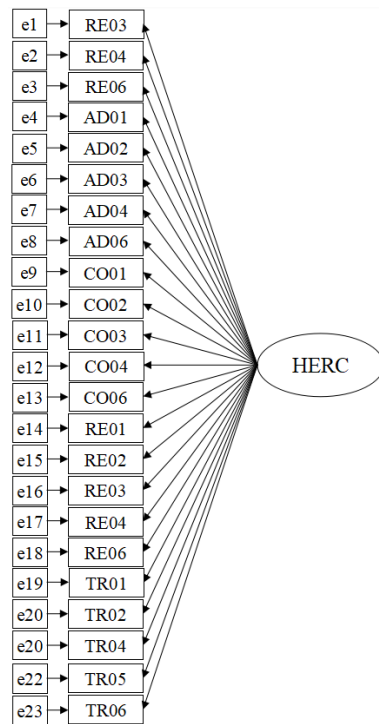 e1 RE03
e2 RE04
e3 RE06
e4 AD01
e5 AD02
e6 AD03
e7 AD04
e8 AD06
e9 CO01
e10 CO02
e11 CO03
e12 CO04 HERC
e13 CO06
e14 RE01
e15 RE02
e16 RE03
e17 RE04
e18 RE06
e19 TR01
e20 TR02
e20 TR04
e22 TR05
e23 TR06